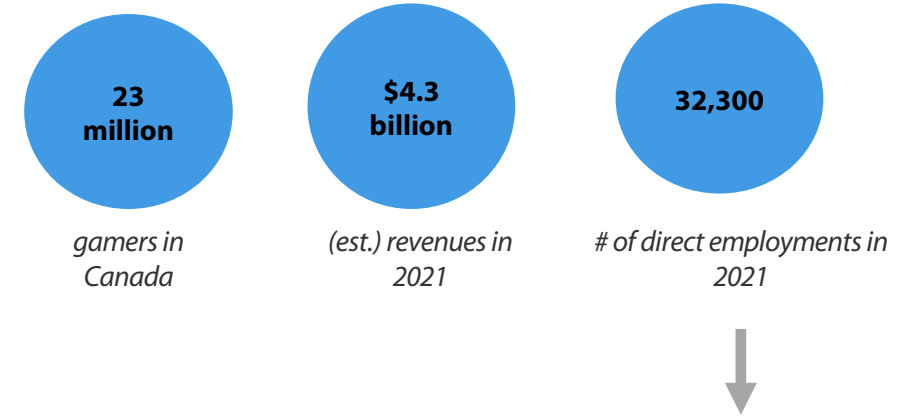 23
million
gamers in
Canada
$4.3
billion
(est.) revenues in
2021
32,300
# of direct employments in
2021